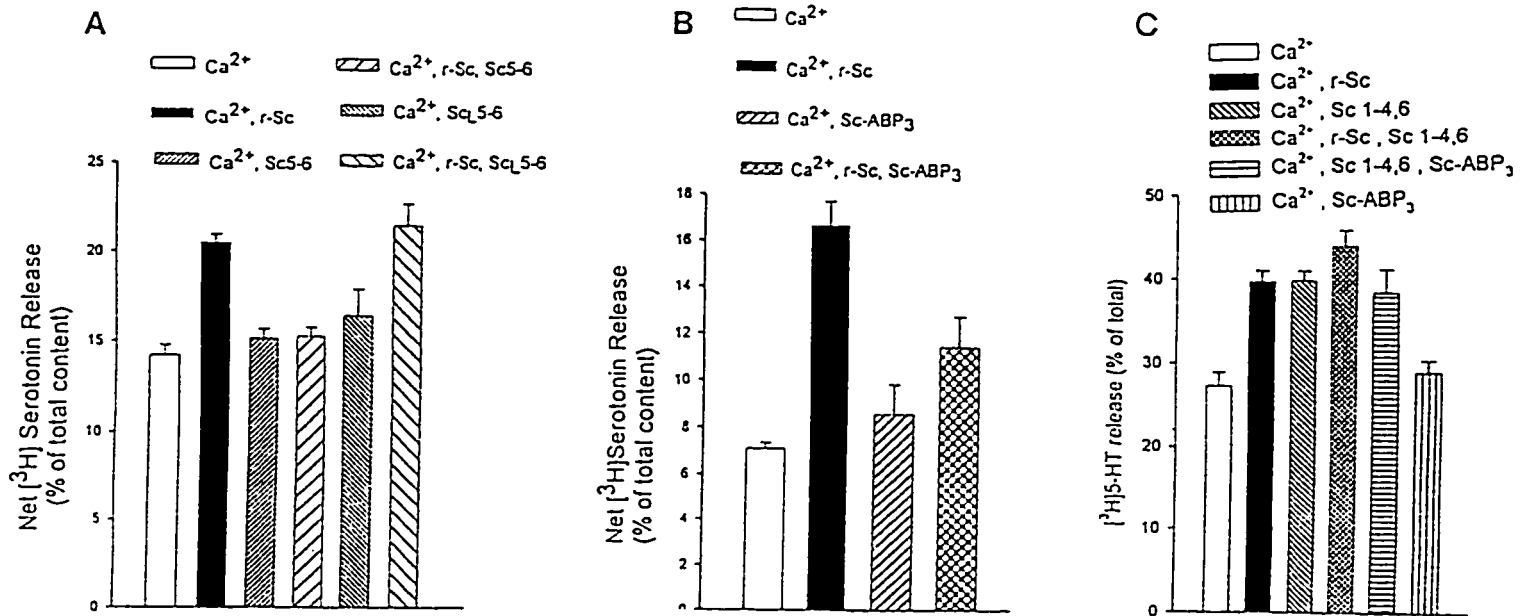 A
Ca²⁺
Ca²⁺, r-Sc
Ca²⁺, Sc5-6
Ca²⁺, r-Sc, Sc5-6
Ca²⁺, Sc_L5-6
Ca²⁺, r-Sc, Sc_L5-6
Net [³H] Serotonin Release
(% of total content)
25
20
15
10
5
0
B
Ca²⁺
Ca²⁺, r-Sc
Ca²⁺, Sc-ABP₃
Ca²⁺, r-Sc, Sc-ABP₃
Net [³H]Serotonin Release
(% of total content)
18
16
14
12
10
8
6
4
2
0
C
Ca²⁺
Ca²⁺, r-Sc
Ca²⁺, Sc 1-4,6
Ca²⁺, r-Sc, Sc 1-4,6
Ca²⁺, Sc 1-4,6, Sc-ABP₃
Ca²⁺, Sc-ABP₃
[³H]5-HT release (% of total)
50
40
30
20
10
0